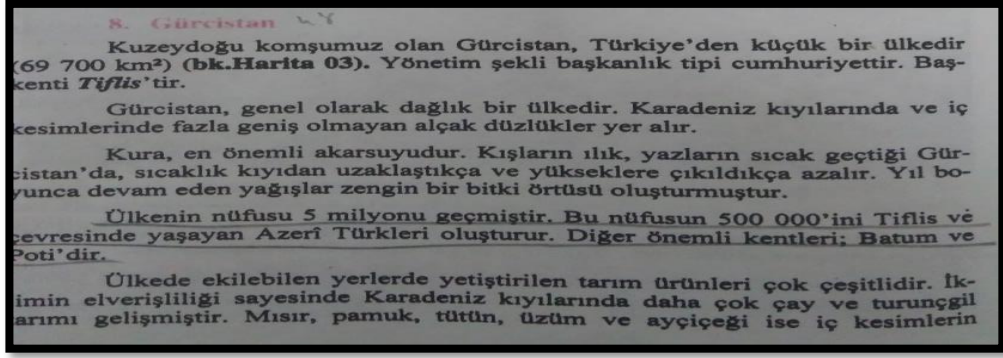 8. Gürcistan
Kuzeydoğu komşumuz olan Gürcistan, Türkiye'den küçük bir ülkedir
(69 700 km²) (bk.Harita 03). Yönetim şekli başkanlık tipi cumhuriyettir. Baş-
kenti Tiflis'tir.
Gürcistan, genel olarak dağlık bir ülkedir. Karadeniz kıyılarında ve iç
kesimlerinde fazla geniş olmayan alçak düzlükler yer alır.
Kura, en önemli akarsuyudur. Kışların ılık, yazların sıcak geçtiği Gür-
cistan'da, sıcaklık kıyıdan uzaklaştıkça ve yükseklere çıkıldıkça azalır. Yıl bo-
yunca devam eden yağışlar zengin bir bitki örtüsü oluşturmuştur.
Ülkenin nüfusu 5 milyonu geçmiştir. Bu nüfusun 500 000'ini Tiflis ve
çevresinde yaşayan Azerî Türkleri oluşturur. Diğer önemli kentleri; Batum ve
Poti'dir.
Ülkede ekilebilen yerlerde yetiştirilen tarım ürünleri çok çeşitlidir. İk-
limin elverişliliği sayesinde Karadeniz kıyılarında daha çok çay ve turunçgil
tarımı gelişmiştir. Mısır, pamuk, tütün, üzüm ve ayçiçeği ise iç kesimlerin